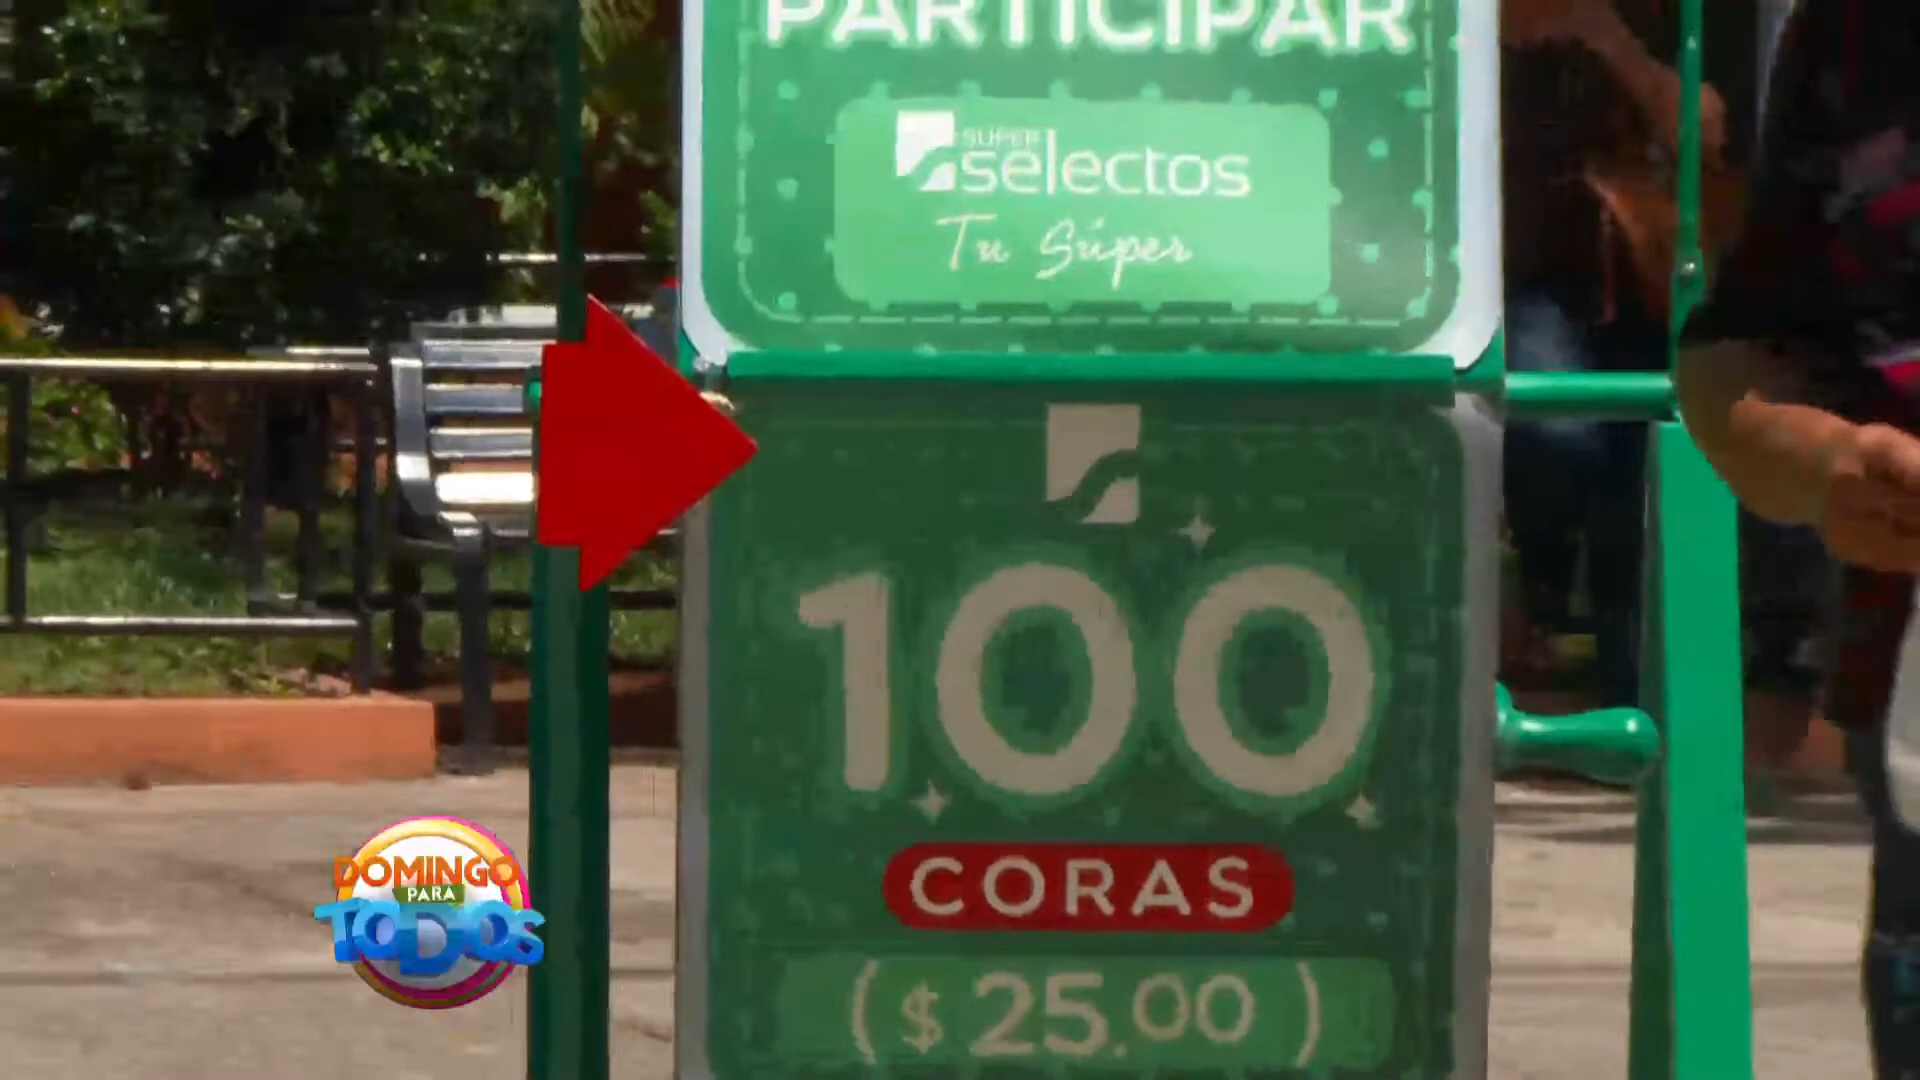 PARTICIPAR
SUPER
selectos
Tu Súper
100
CORAS
($25.00)
DOMINGO
PARA
TODOS